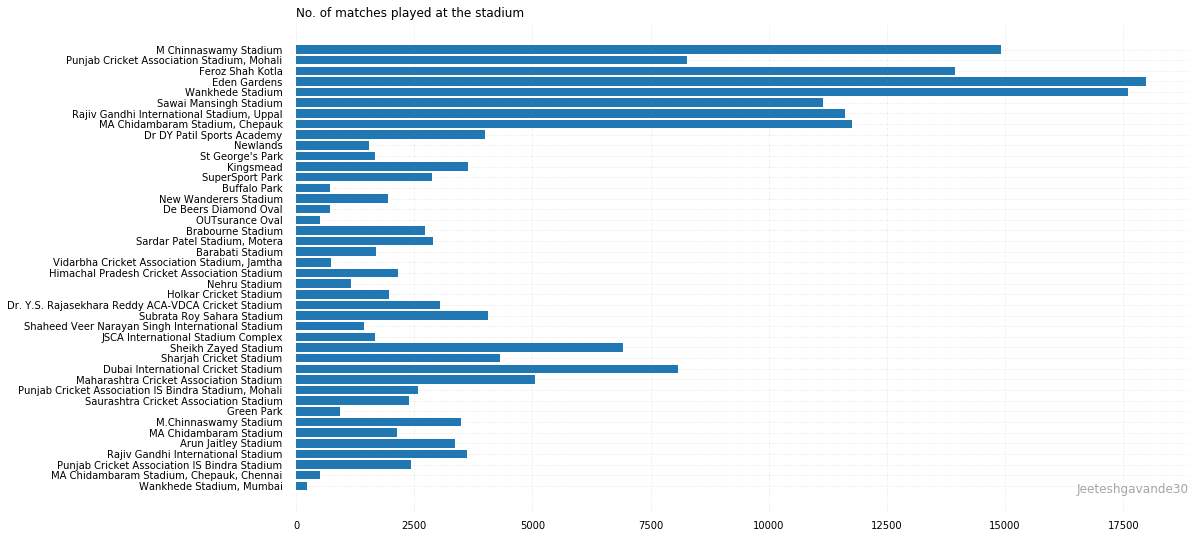 No. of matches played at the stadium
M Chinnaswamy Stadium
Punjab Cricket Association Stadium, Mohali
Feroz Shah Kotla
Eden Gardens
Wankhede Stadium
Sawai Mansingh Stadium
Rajiv Gandhi International Stadium, Uppal
MA Chidambaram Stadium, Chepauk
Dr DY Patil Sports Academy
Newlands
St George's Park
Kingsmead
SuperSport Park
Buffalo Park
New Wanderers Stadium
De Beers Diamond Oval
OUTsurance Oval
Brabourne Stadium
Sardar Patel Stadium, Motera
Barabati Stadium
Vidarbha Cricket Association Stadium, Jamtha
Himachal Pradesh Cricket Association Stadium
Nehru Stadium
Holkar Cricket Stadium
Dr. Y.S. Rajasekhara Reddy ACA-VDCA Cricket Stadium
Subrata Roy Sahara Stadium
Shaheed Veer Narayan Singh International Stadium
JSCA International Stadium Complex
Sheikh Zayed Stadium
Sharjah Cricket Stadium
Dubai International Cricket Stadium
Maharashtra Cricket Association Stadium
Punjab Cricket Association IS Bindra Stadium, Mohali
Saurashtra Cricket Association Stadium
Green Park
M.Chinnaswamy Stadium
MA Chidambaram Stadium
Arun Jaitley Stadium
Rajiv Gandhi International Stadium
Punjab Cricket Association IS Bindra Stadium
MA Chidambaram Stadium, Chepauk, Chennai
Wankhede Stadium, Mumbai
Jeeteshgavande30
0 2500 5000 7500 10000 12500 15000 17500